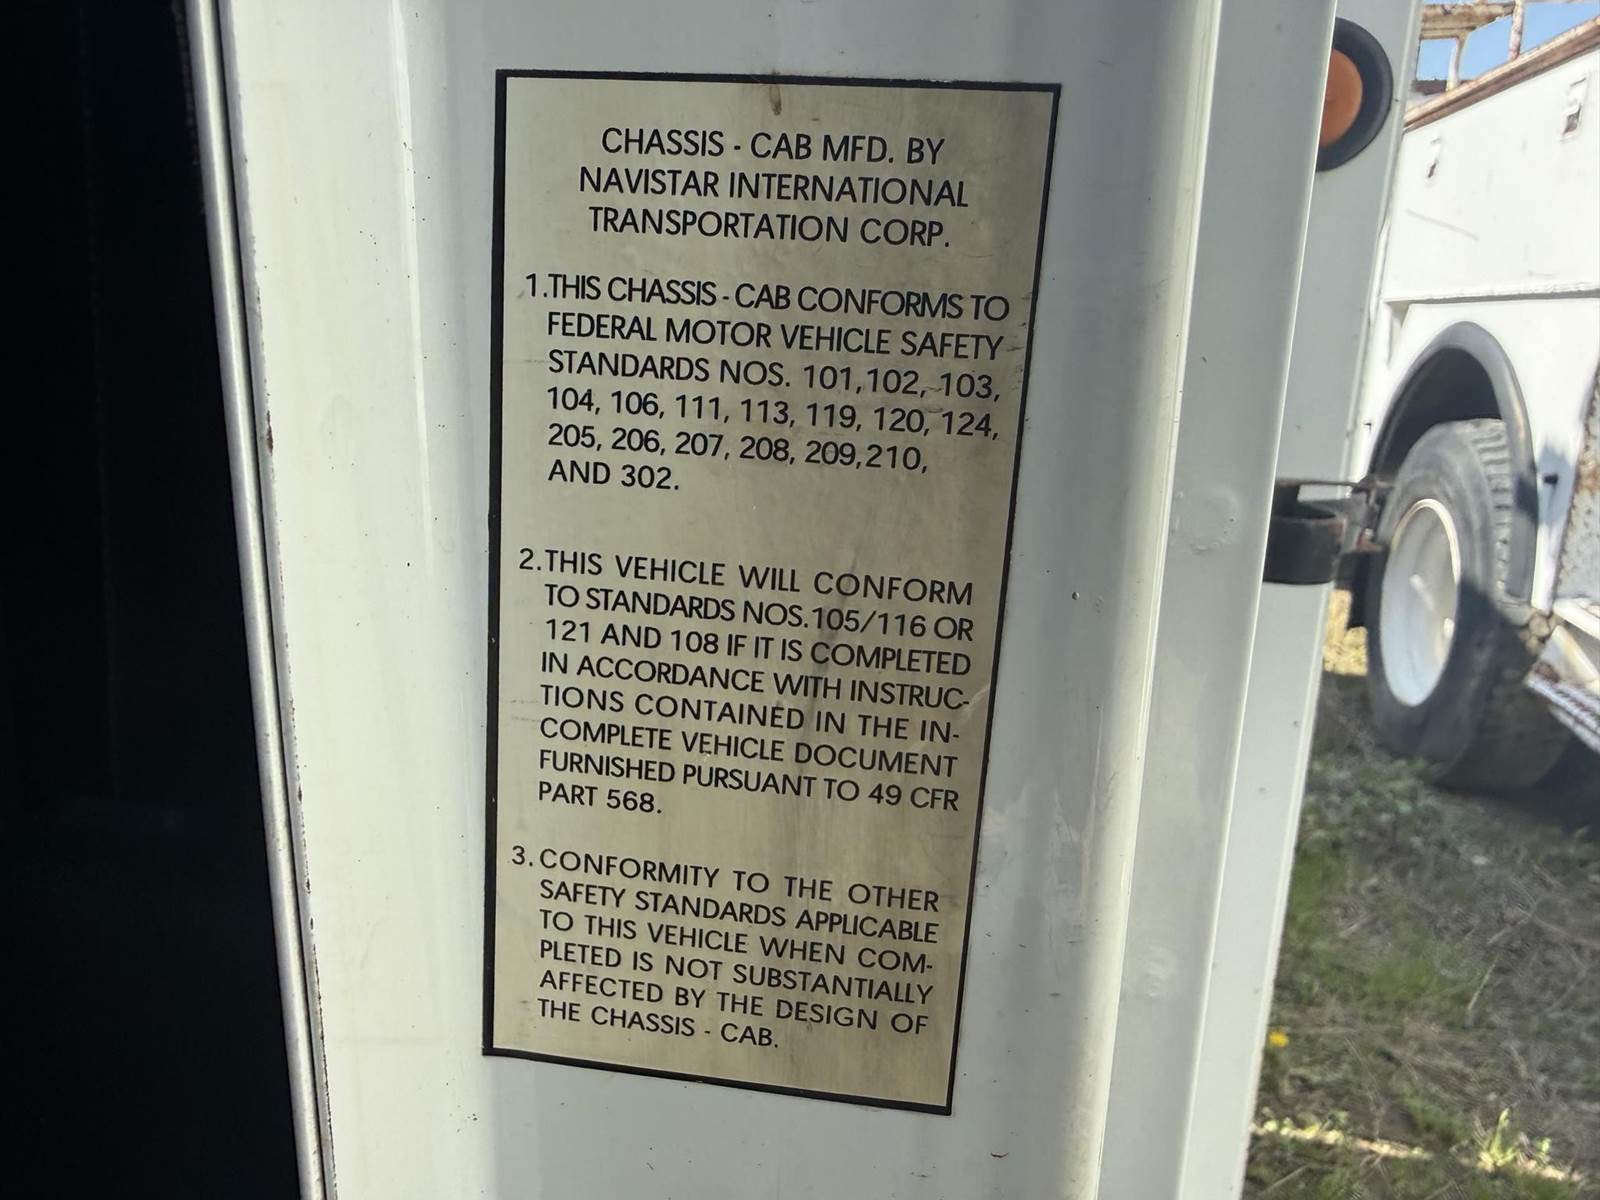 CHASSIS - CAB MFD. BY
NAVISTAR INTERNATIONAL
TRANSPORTATION CORP.
1.THIS CHASSIS - CAB CONFORMS TO
FEDERAL MOTOR VEHICLE SAFETY
STANDARDS NOS. 101,102, 103,
104, 106, 111, 113, 119, 120, 124,
205, 206, 207, 208, 209,210,
AND 302.
2.THIS VEHICLE WILL CONFORM
TO STANDARDS NOS.105/116 OR
121 AND 108 IF IT IS COMPLETED
IN ACCORDANCE WITH INSTRUC-
TIONS CONTAINED IN THE IN-
COMPLETE VEHICLE DOCUMENT
FURNISHED PURSUANT TO 49 CFR
PART 568.
3. CONFORMITY TO THE OTHER
SAFETY STANDARDS APPLICABLE
TO THIS VEHICLE WHEN COM-
PLETED IS NOT SUBSTANTIALLY
AFFECTED BY THE DESIGN OF
THE CHASSIS - CAB.